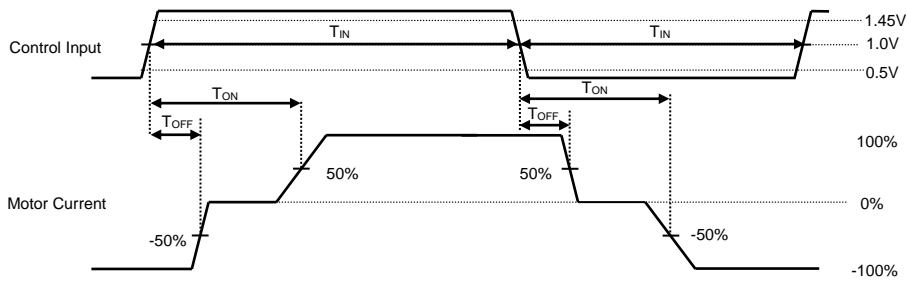 1.45V
Control Input
TIN
TIN
1.0V
0.5V
TON
TON
TOFF
TOFF
100%
50%
50%
Motor Current
0%
-50%
-50%
-100%